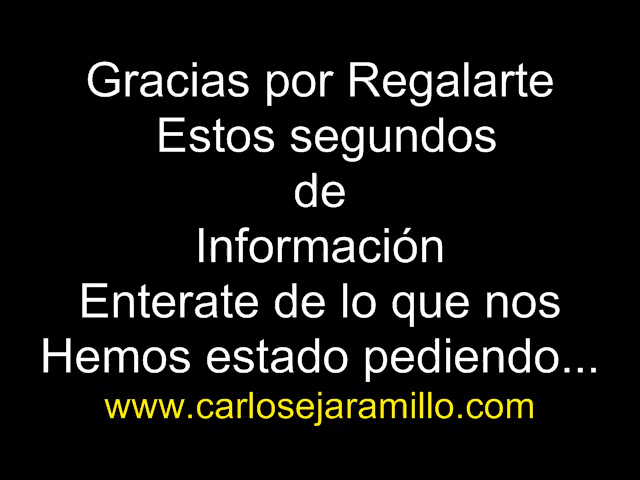 Gracias por Regalarte
Estos segundos
de
Información
Enterate de lo que nos
Hemos estado pediendo...
www.carlosejaramillo.com